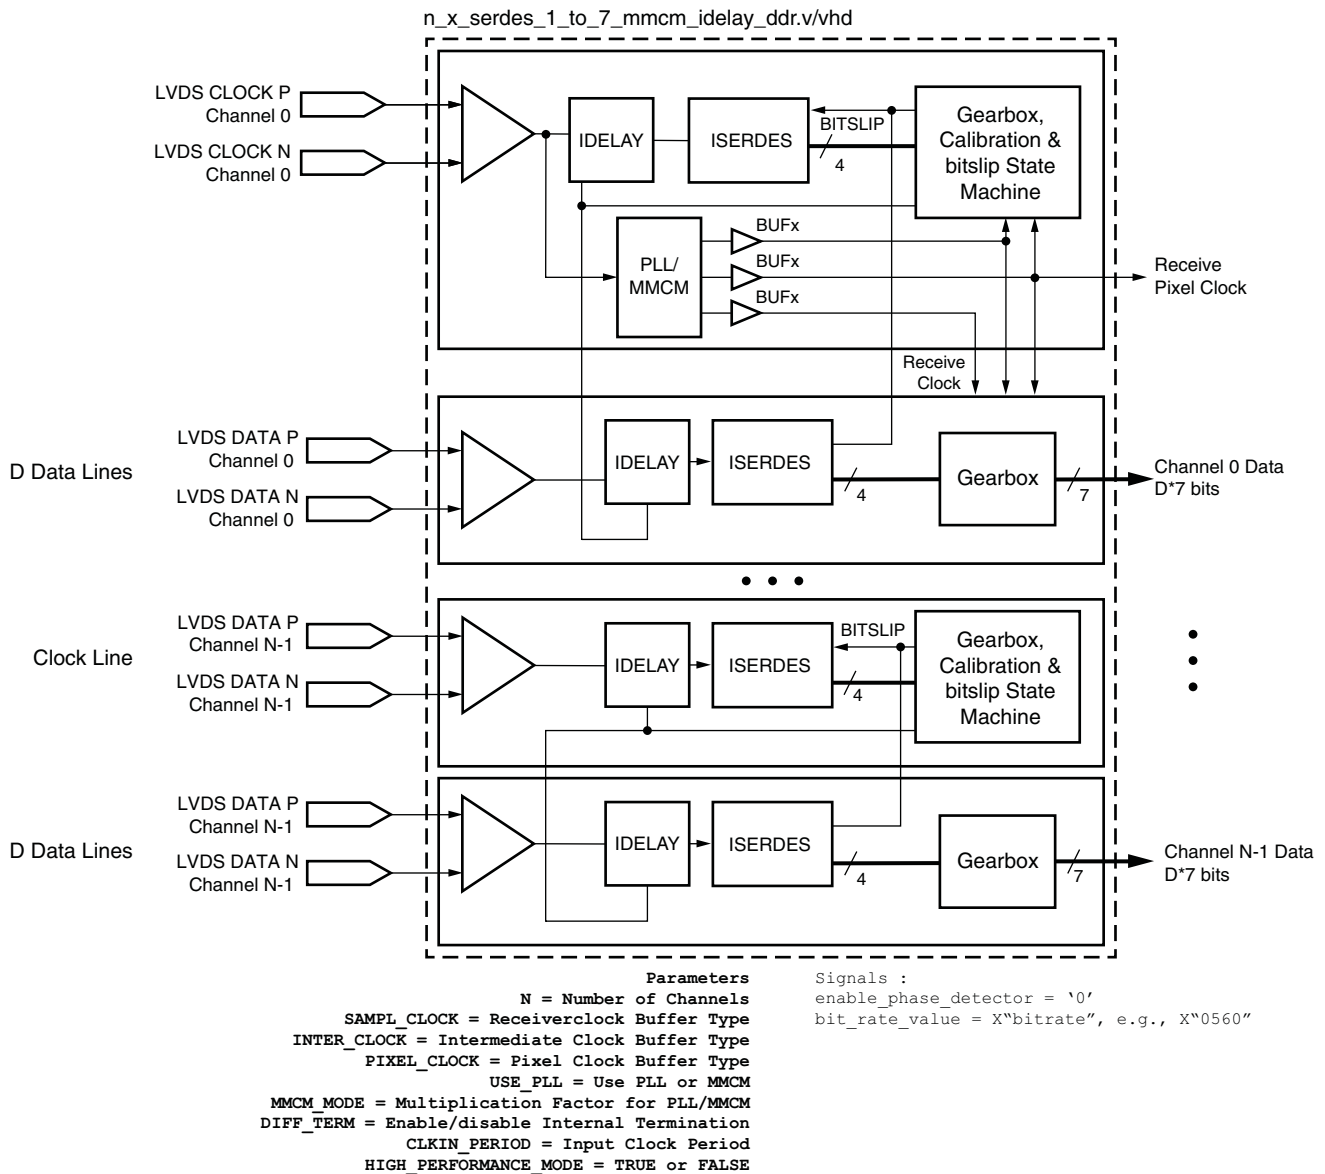 n_x_serdes_1_to_7_mmcm_idelay_ddr.v/vhd
LVDS CLOCK P
Channel 0
LVDS CLOCK N
Channel 0
IDELAY
ISERDES
BITSLIP
4
Gearbox,
Calibration &
bitslip State
Machine
PLL/
MMCM
BUFx
BUFx
BUFx
Receive
Pixel Clock
Receive
Clock
D Data Lines
LVDS DATA P
Channel 0
LVDS DATA N
Channel 0
IDELAY
ISERDES
4
Gearbox
7
Channel 0 Data
D*7 bits
Clock Line
LVDS DATA P
Channel N-1
LVDS DATA N
Channel N-1
IDELAY
ISERDES
BITSLIP
4
Gearbox,
Calibration &
bitslip State
Machine
D Data Lines
LVDS DATA P
Channel N-1
LVDS DATA N
Channel N-1
IDELAY
ISERDES
4
Gearbox
7
Channel N-1 Data
D*7 bits
Parameters
N = Number of Channels
SAMPL_CLOCK = Receiverclock Buffer Type
INTER_CLOCK = Intermediate Clock Buffer Type
PIXEL_CLOCK = Pixel Clock Buffer Type
USE_PLL = Use PLL or MMCM
MMCM_MODE = Multiplication Factor for PLL/MMCM
DIFF_TERM = Enable/disable Internal Termination
CLKIN_PERIOD = Input Clock Period
HIGH_PERFORMANCE_MODE = TRUE or FALSE
Signals :
enable_phase_detector = ‘0’
bit_rate_value = X“bitrate”, e.g., X“0560”